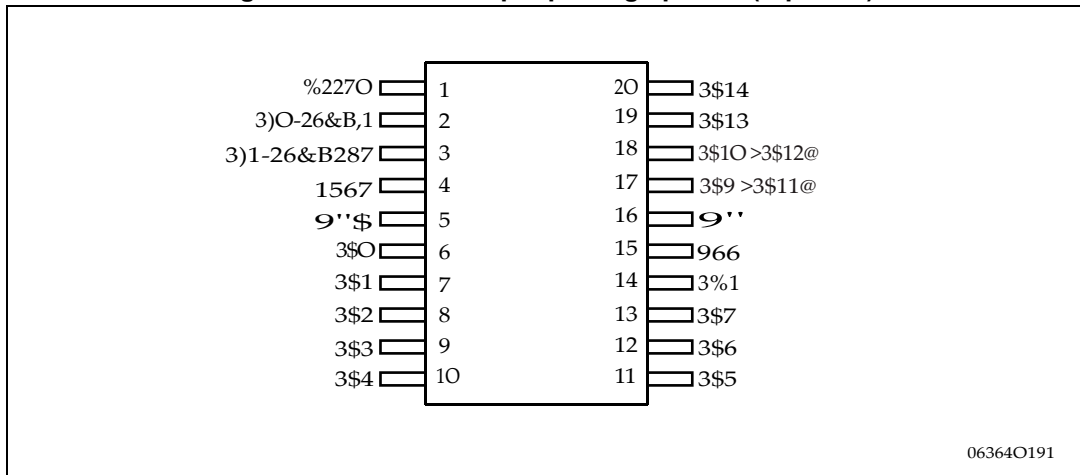 %227O 1 20 3$14
3)O-26&B,1 2 19 3$13
3)1-26&B287 3 18 3$1O >3$12@
1567 4 17 3$9 >3$11@
9''$ 5 16 9''
3$O 6 15 966
3$1 7 14 3%1
3$2 8 13 3$7
3$3 9 12 3$6
3$4 1O 11 3$5
06364O191